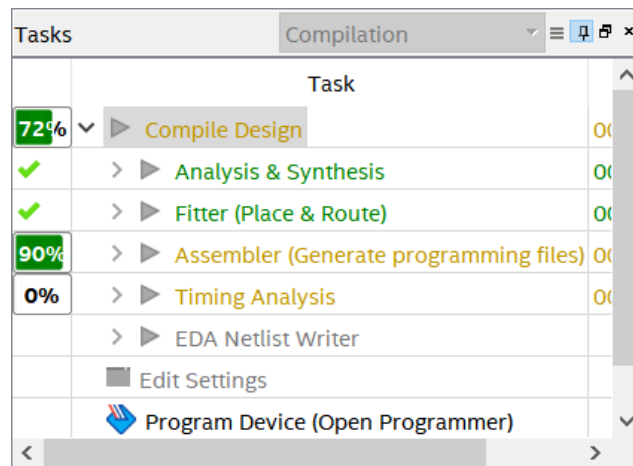 Tasks Compilation
Task
72% Compile Design 00
Analysis & Synthesis 00
Fitter (Place & Route) 00
90% Assembler (Generate programming files) 00
0% Timing Analysis 00
EDA Netlist Writer
Edit Settings
Program Device (Open Programmer)